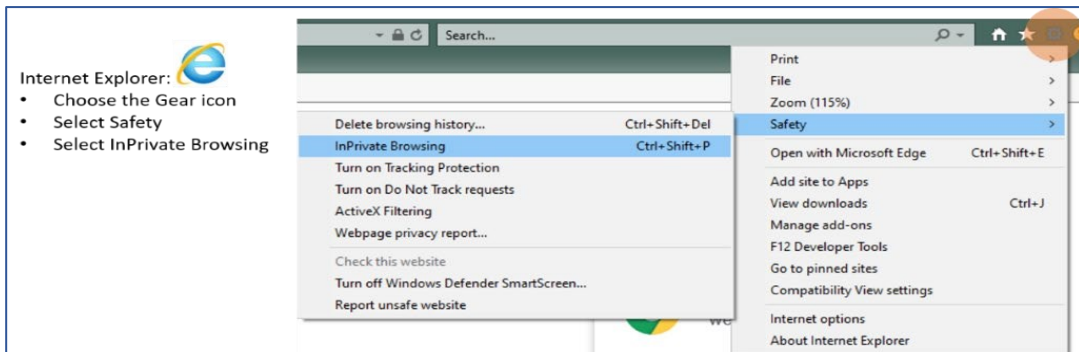 Internet Explorer:
• Choose the Gear icon
• Select Safety
• Select InPrivate Browsing
Search...
Print
File
Zoom (115%)
Safety
Open with Microsoft Edge Ctrl+Shift+E
Add site to Apps
View downloads Ctrl+J
Manage add-ons
F12 Developer Tools
Go to pinned sites
Compatibility View settings
Internet options
About Internet Explorer
Delete browsing history... Ctrl+Shift+Del
InPrivate Browsing Ctrl+Shift+P
Turn on Tracking Protection
Turn on Do Not Track requests
ActiveX Filtering
Webpage privacy report...
Check this website
Turn off Windows Defender SmartScreen...
Report unsafe website